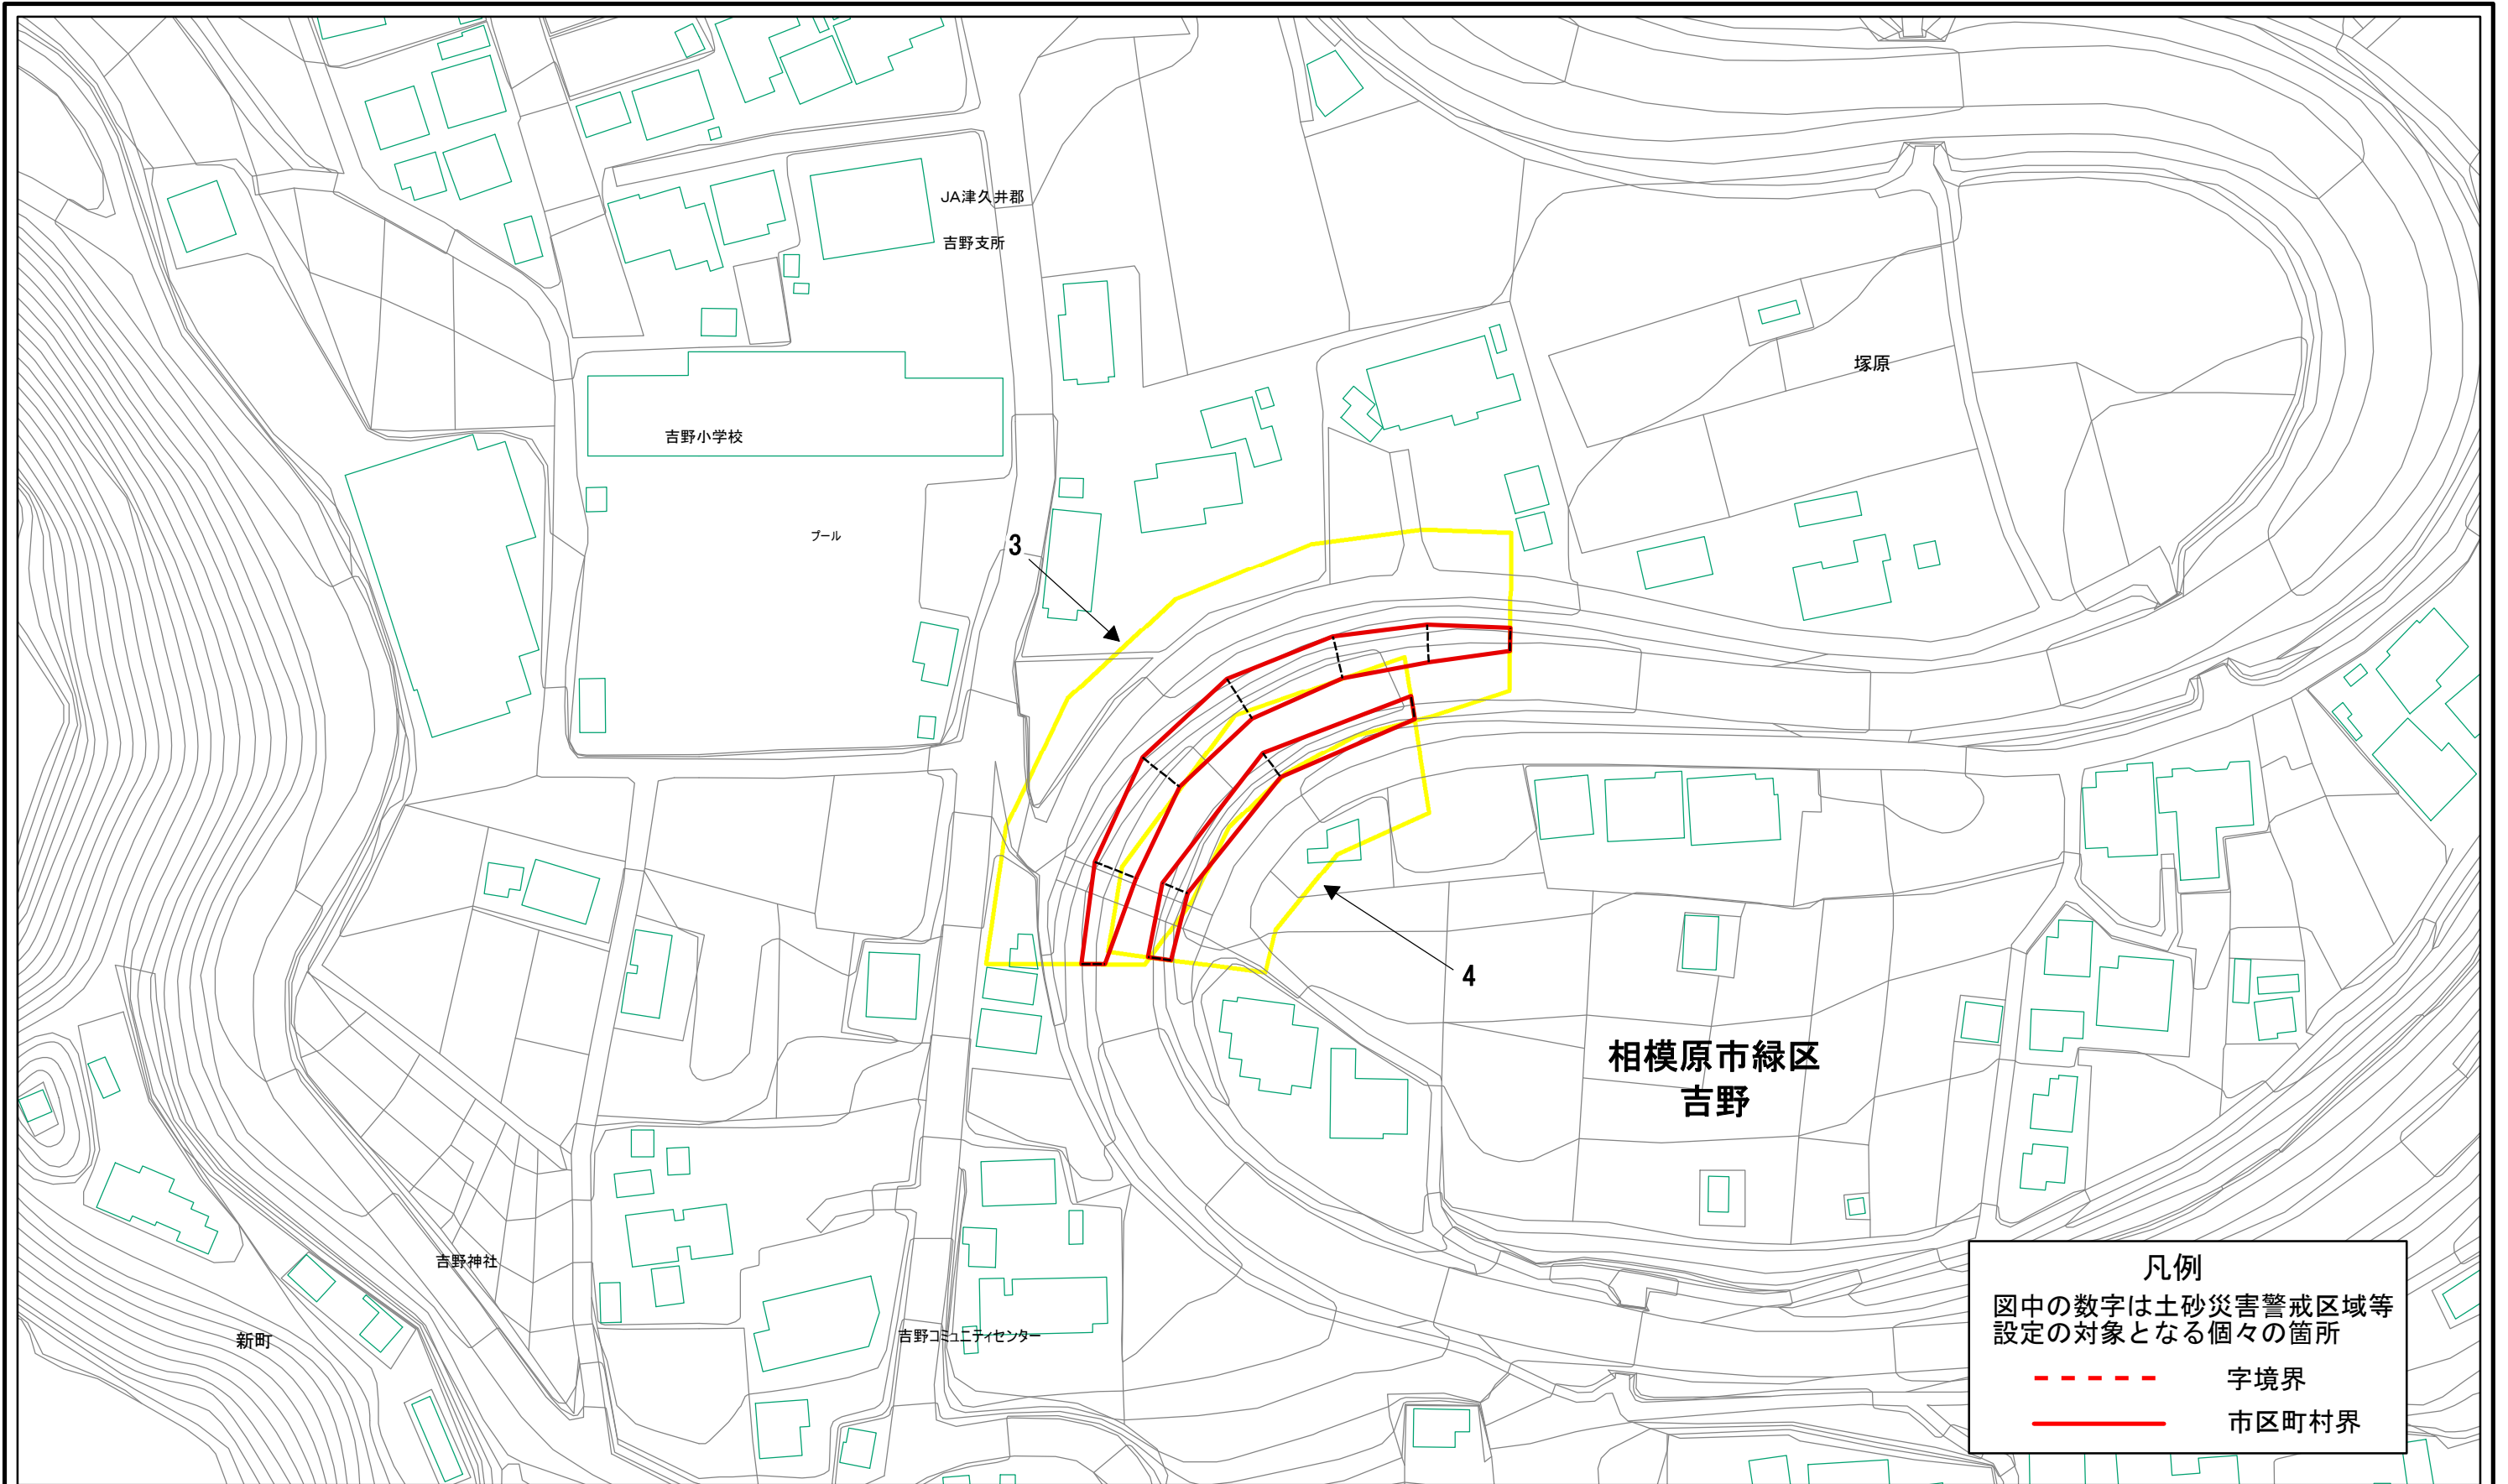 JA津久井郡
吉野支所
塚原
吉野小学校
プール
3
4
相模原市緑区
吉野
吉野神社
新町
吉野コミュニティセンター
凡例
図中の数字は土砂災害警戒区域等
設定の対象となる個々の箇所
字境界
市区町村界